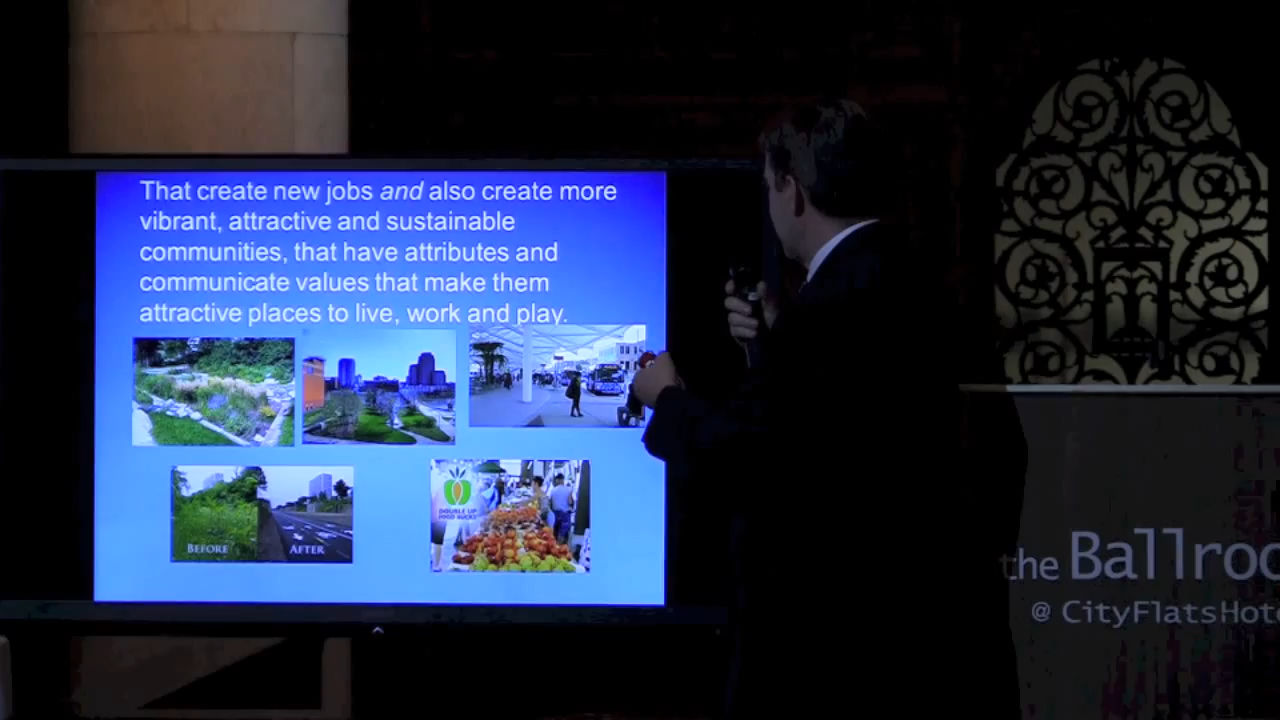 That create new jobs and also create more
vibrant, attractive and sustainable
communities, that have attributes and
communicate values that make them
attractive places to live, work and play.
DOUBLE UP
FOOD BUCKS
BEFORE
AFTER
the Ballroo
@ CityFlatsHote